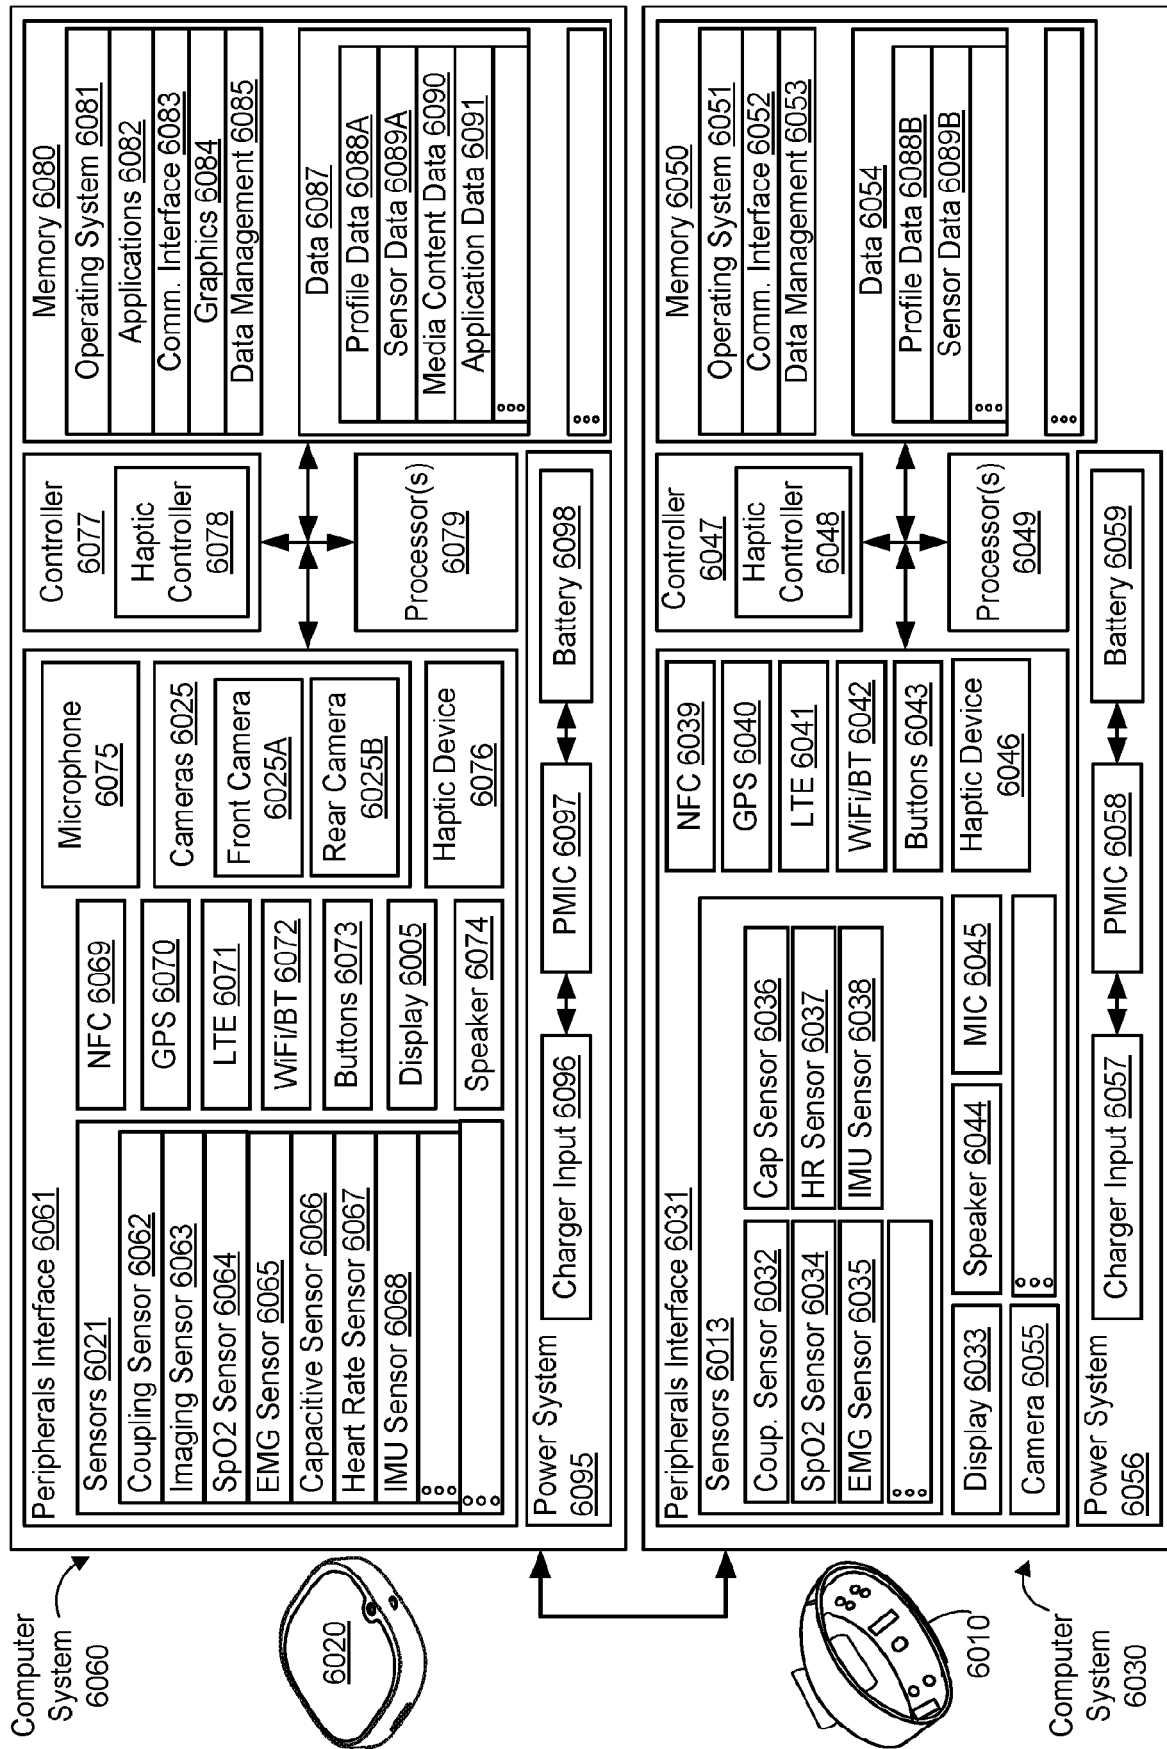 Computer
System
6060
6020
Peripherals Interface 6061
Sensors 6021
Coupling Sensor 6062
Imaging Sensor 6063
SpO2 Sensor 6064
EMG Sensor 6065
Capacitive Sensor 6066
Heart Rate Sensor 6067
IMU Sensor 6068
NFC 6069
GPS 6070
LTE 6071
WiFi/BT 6072
Buttons 6073
Display 6005
Speaker 6074
Microphone
6075
Cameras 6025
Front Camera
6025A
Rear Camera
6025B
Haptic Device
6076
Controller
6077
Haptic
Controller
6078
Processor(s)
6079
Memory 6080
Operating System 6081
Applications 6082
Comm. Interface 6083
Graphics 6084
Data Management 6085
Data 6087
Profile Data 6088A
Sensor Data 6089A
Media Content Data 6090
Application Data 6091
Power System
6095
Charger Input 6096
PMIC 6097
Battery 6098
6010
Computer
System
6030
Peripherals Interface 6031
Sensors 6013
Coup. Sensor 6032
SpO2 Sensor 6034
EMG Sensor 6035
Cap Sensor 6036
HR Sensor 6037
IMU Sensor 6038
Display 6033
Speaker 6044
MIC 6045
Camera 6055
NFC 6039
GPS 6040
LTE 6041
WiFi/BT 6042
Buttons 6043
Haptic Device
6046
Controller
6047
Haptic
Controller
6048
Processor(s)
6049
Memory 6050
Operating System 6051
Comm. Interface 6052
Data Management 6053
Data 6054
Profile Data 6088B
Sensor Data 6089B
Power System
6056
Charger Input 6057
PMIC 6058
Battery 6059